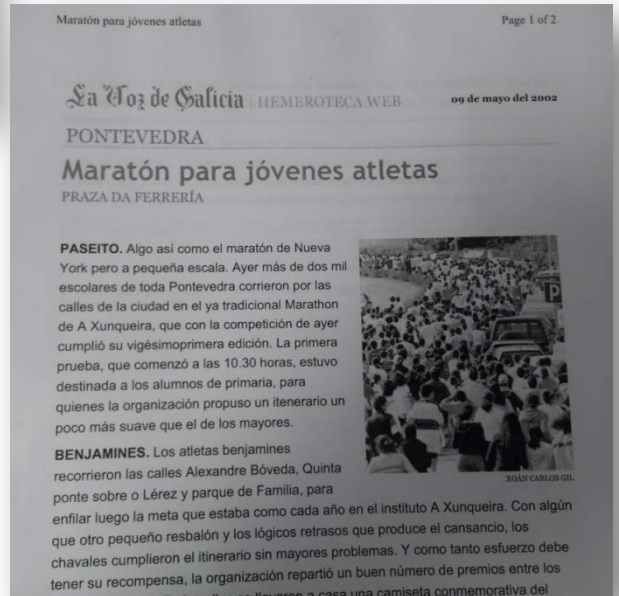 Maratón para jóvenes atletas
Page 1 of 2
La Voz de Galicia | HEMEROTECA WEB
09 de mayo del 2002
PONTEVEDRA
Maratón para jóvenes atletas
PRAZA DA FERRERÍA
PASEITO. Algo así como el maratón de Nueva
York pero a pequeña escala. Ayer más de dos mil
escolares de toda Pontevedra corrieron por las
calles de la ciudad en el ya tradicional Marathon
de A Xunqueira, que con la competición de ayer
cumplió su vigésimoprimera edición. La primera
prueba, que comenzó a las 10.30 horas, estuvo
destinada a los alumnos de primaria, para
quienes la organización propuso un itenerario un
poco más suave que el de los mayores.
P
XOÁN CARLOS GIL
BENJAMINES. Los atletas benjamines
recorrieron las calles Alexandre Bóveda, Quinta
ponte sobre o Lérez y parque de Familia, para
enfilar luego la meta que estaba como cada año en el instituto A Xunqueira. Con algún
que otro pequeño resbalón y los lógicos retrasos que produce el cansancio, los
chavales cumplieron el itinerario sin mayores problemas. Y como tanto esfuerzo debe
tener su recompensa, la organización repartió un buen número de premios entre los
a casa una camiseta conmemorativa del